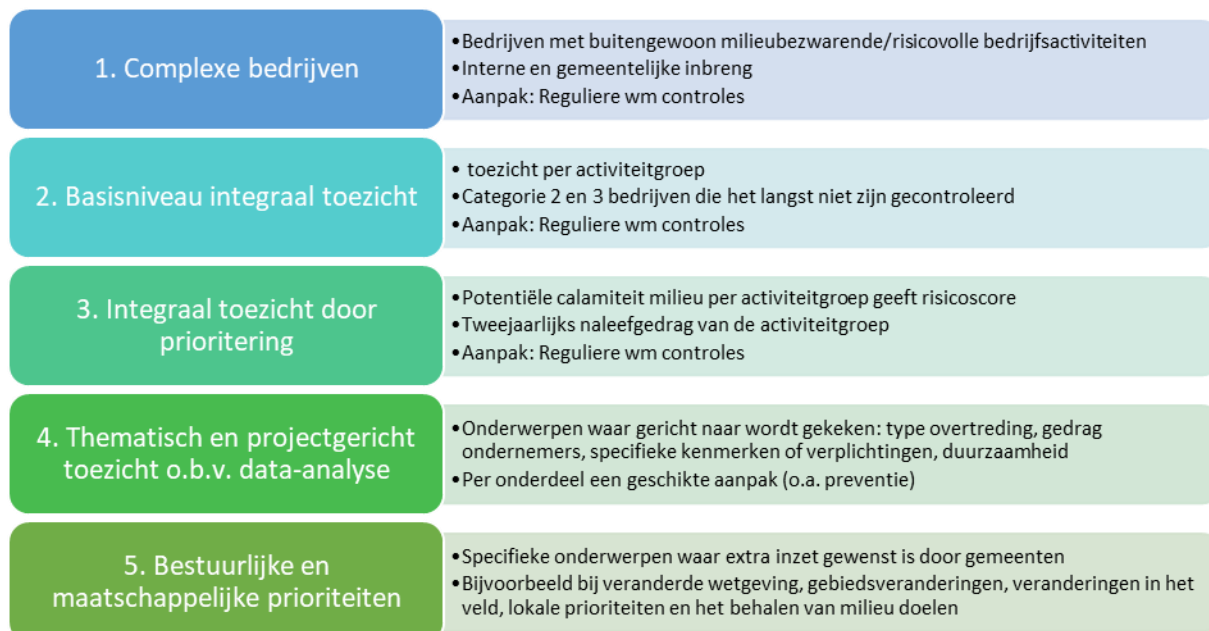 1. Complexe bedrijven
•Bedrijven met buitengewoon milieubezwarende/risicovolle bedrijfsactiviteiten
•Interne en gemeentelijke inbreng
•Aanpak: Reguliere wm controles
2. Basisniveau integraal toezicht
• toezicht per activiteitgroep
•Categorie 2 en 3 bedrijven die het langst niet zijn gecontroleerd
•Aanpak: Reguliere wm controles
3. Integraal toezicht door
prioritering
•Potentiële calamiteit milieu per activiteitgroep geeft risicoscore
•Tweejaarlijks naleefgedrag van de activiteitgroep
•Aanpak: Reguliere wm controles
4. Thematisch en projectgericht
toezicht o.b.v. data-analyse
•Onderwerpen waar gericht naar wordt gekeken: type overtreding, gedrag
ondernemers, specifieke kenmerken of verplichtingen, duurzaamheid
•Per onderdeel een geschikte aanpak (o.a. preventie)
5. Bestuurlijke en
maatschappelijke prioriteiten
•Specifieke onderwerpen waar extra inzet gewenst is door gemeenten
•Bijvoorbeeld bij veranderde wetgeving, gebiedsveranderingen, veranderingen in het
veld, lokale prioriteiten en het behalen van milieu doelen